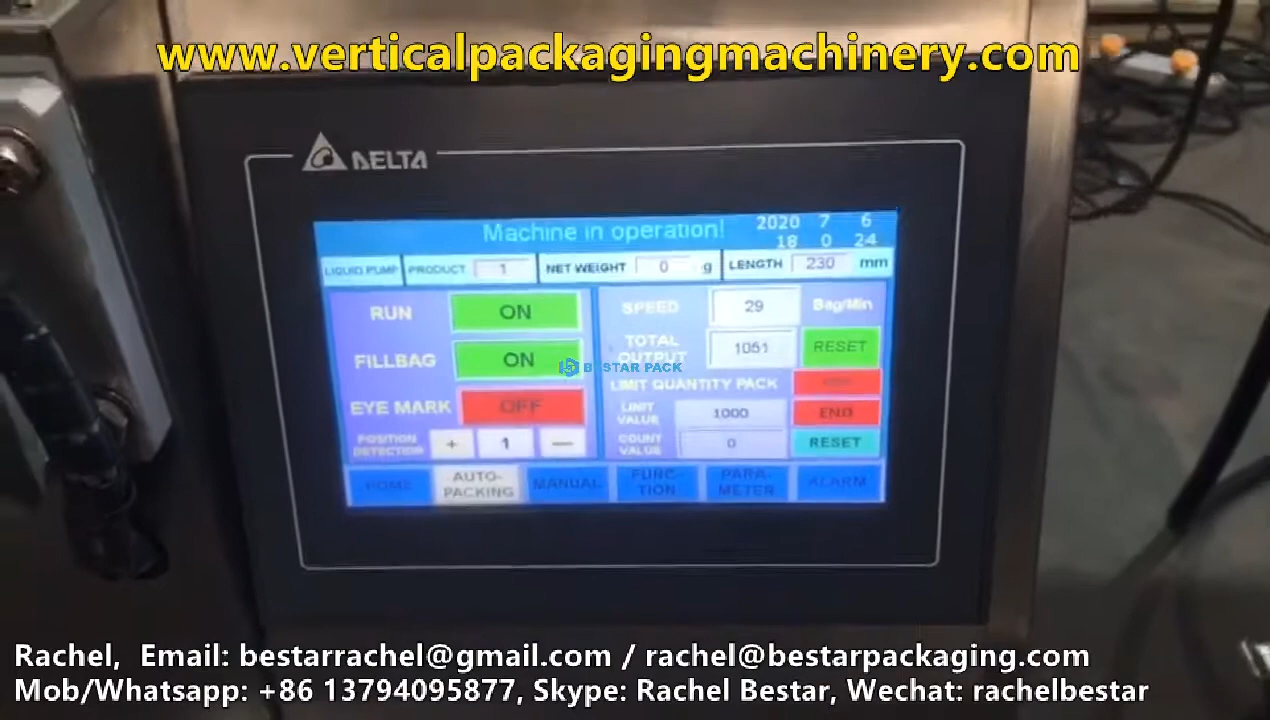 www.verticalpackagingmachinery.com
DELTA
Machine in operation! 2020 7 6
18 0 24
LIQUID PUMP PRODUCT 1 NET WEIGHT 0 g LENGTH 230 mm
RUN ON SPEED 29 Bag/Min
FILLBAG ON TOTAL OUTPUT 1051 RESET
BESTAR PACK
EYE MARK OFF LIMIT QUANTITY PACK
LIMIT VALUE 1000 END
POSITION DETECTION + 1 — COUNT VALUE 0 RESET
HOME AUTO-PACKING MANUAL FUNC-TION PARA-METER ALARM
Rachel, Email: bestarrachel@gmail.com / rachel@bestarpackaging.com
Mob/Whatsapp: +86 13794095877, Skype: Rachel Bestar, Wechat: rachelbestar